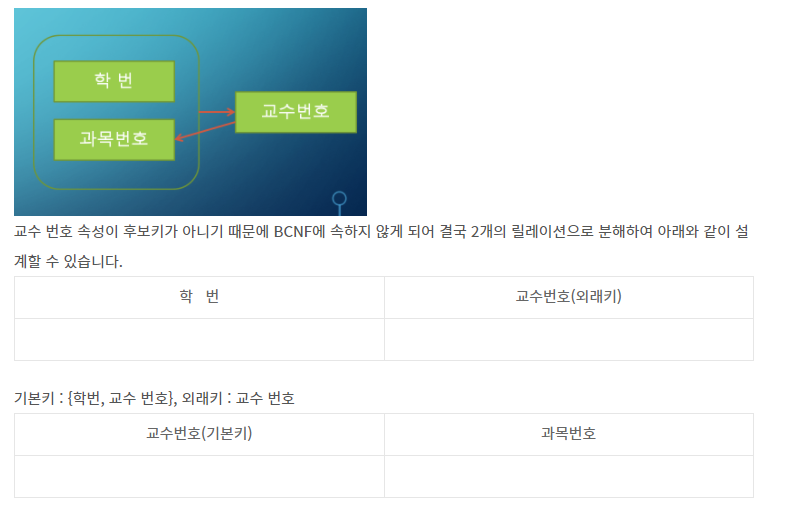 학 번
교수번호
과목번호
교수 번호 속성이 후보키가 아니기 때문에 BCNF에 속하지 않게 되어 결국 2개의 릴레이션으로 분해하여 아래와 같이 설
계할 수 있습니다.
학 번 교수번호(외래키)
기본키 : {학번, 교수 번호}, 외래키 : 교수 번호
교수번호(기본키) 과목번호